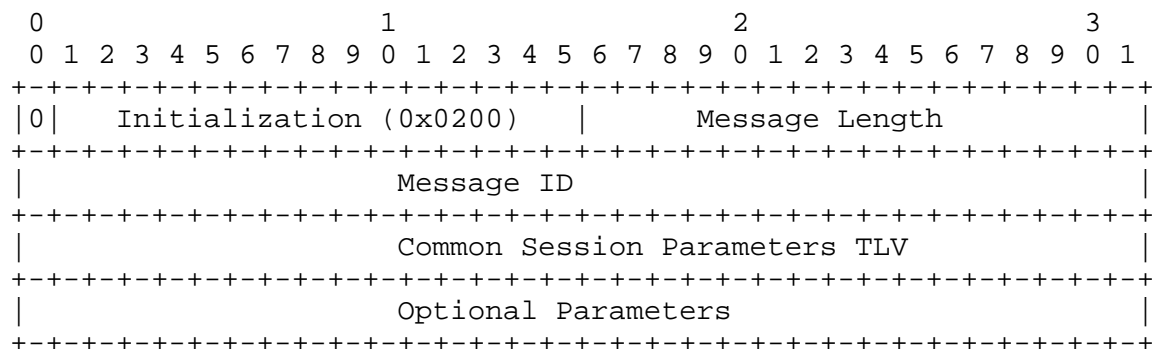 0                   1                   2                   3
 0 1 2 3 4 5 6 7 8 9 0 1 2 3 4 5 6 7 8 9 0 1 2 3 4 5 6 7 8 9 0 1
+-+-+-+-+-+-+-+-+-+-+-+-+-+-+-+-+-+-+-+-+-+-+-+-+-+-+-+-+-+-+-+-+
|0|   Initialization (0x0200)   |      Message Length           |
+-+-+-+-+-+-+-+-+-+-+-+-+-+-+-+-+-+-+-+-+-+-+-+-+-+-+-+-+-+-+-+-+
|                     Message ID                                |
+-+-+-+-+-+-+-+-+-+-+-+-+-+-+-+-+-+-+-+-+-+-+-+-+-+-+-+-+-+-+-+-+
|                     Common Session Parameters TLV             |
+-+-+-+-+-+-+-+-+-+-+-+-+-+-+-+-+-+-+-+-+-+-+-+-+-+-+-+-+-+-+-+-+
|                     Optional Parameters                       |
+-+-+-+-+-+-+-+-+-+-+-+-+-+-+-+-+-+-+-+-+-+-+-+-+-+-+-+-+-+-+-+-+